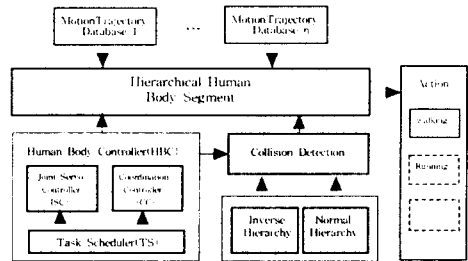 Motion Trajectory
Database 1
...
Motion Trajectory
Database n
Hierarchical Human
Body Segment
Action
walking
Running
Human Body Controller(HBC)
Joint Servo
Controller
(JSC)
Coordination
Controller
(CC)
Task Scheduler(TS)
Collision Detection
Inverse
Hierarchy
Normal
Hierarchy